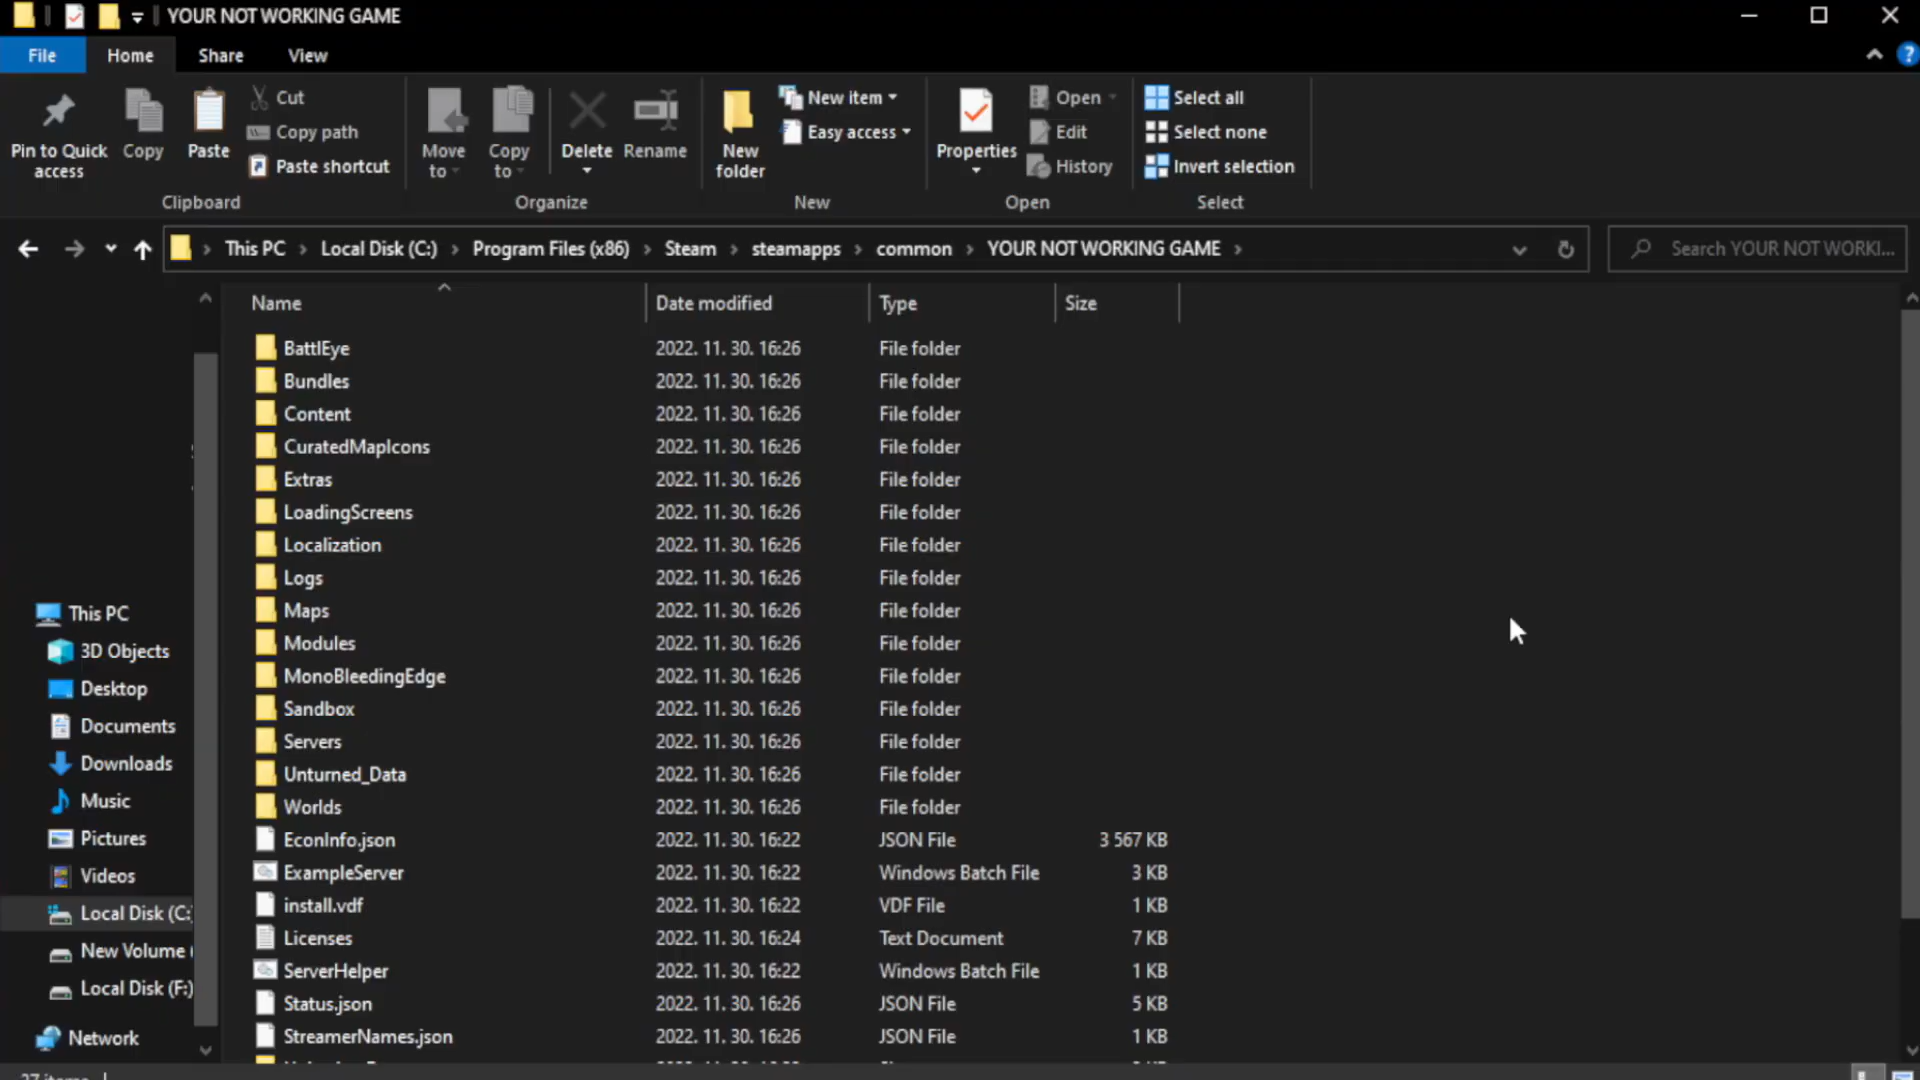 YOUR NOT WORKING GAME
File Home Share View
Pin to Quick access
Copy
Paste
Cut
Copy path
Paste shortcut
Clipboard
Move to
Copy to
Delete
Rename
Organize
New folder
New item
Easy access
New
Properties
Open
Edit
History
Open
Select all
Select none
Invert selection
Select
This PC Local Disk (C:) Program Files (x86) Steam steamapps common YOUR NOT WORKING GAME
Search YOUR NOT WORKI...
Name Date modified Type Size
BattlEye 2022. 11. 30. 16:26 File folder
Bundles 2022. 11. 30. 16:26 File folder
Content 2022. 11. 30. 16:26 File folder
CuratedMapIcons 2022. 11. 30. 16:26 File folder
Extras 2022. 11. 30. 16:26 File folder
LoadingScreens 2022. 11. 30. 16:26 File folder
Localization 2022. 11. 30. 16:26 File folder
Logs 2022. 11. 30. 16:26 File folder
Maps 2022. 11. 30. 16:26 File folder
Modules 2022. 11. 30. 16:26 File folder
MonoBleedingEdge 2022. 11. 30. 16:26 File folder
Sandbox 2022. 11. 30. 16:26 File folder
Servers 2022. 11. 30. 16:26 File folder
Unturned_Data 2022. 11. 30. 16:26 File folder
Worlds 2022. 11. 30. 16:26 File folder
EconInfo.json 2022. 11. 30. 16:22 JSON File 3 567 KB
ExampleServer 2022. 11. 30. 16:22 Windows Batch File 3 KB
install.vdf 2022. 11. 30. 16:22 VDF File 1 KB
Licenses 2022. 11. 30. 16:24 Text Document 7 KB
ServerHelper 2022. 11. 30. 16:22 Windows Batch File 1 KB
Status.json 2022. 11. 30. 16:26 JSON File 5 KB
StreamerNames.json 2022. 11. 30. 16:26 JSON File 1 KB
This PC
3D Objects
Desktop
Documents
Downloads
Music
Pictures
Videos
Local Disk (C:
New Volume (
Local Disk (F:)
Network